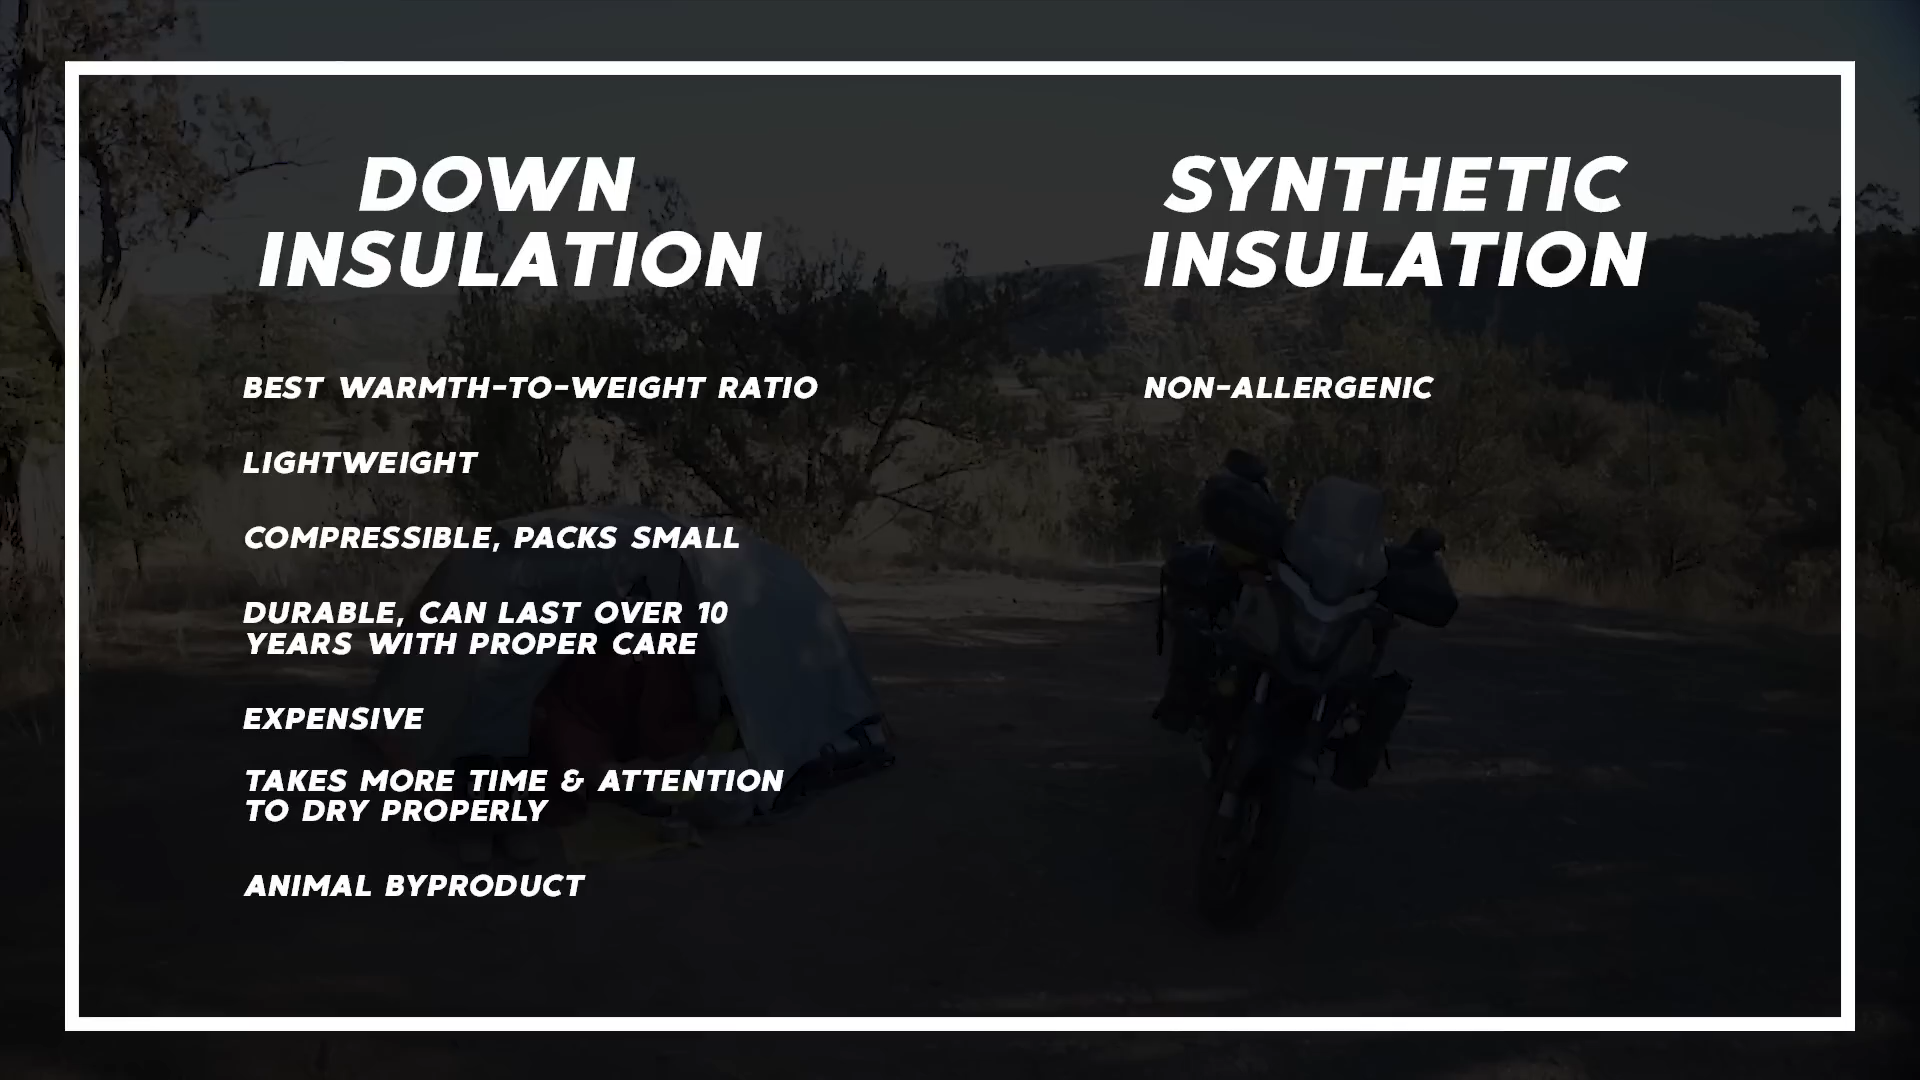 DOWN
INSULATION
BEST WARMTH-TO-WEIGHT RATIO
LIGHTWEIGHT
COMPRESSIBLE, PACKS SMALL
DURABLE, CAN LAST OVER 10
YEARS WITH PROPER CARE
EXPENSIVE
TAKES MORE TIME & ATTENTION
TO DRY PROPERLY
ANIMAL BYPRODUCT
SYNTHETIC
INSULATION
NON-ALLERGENIC